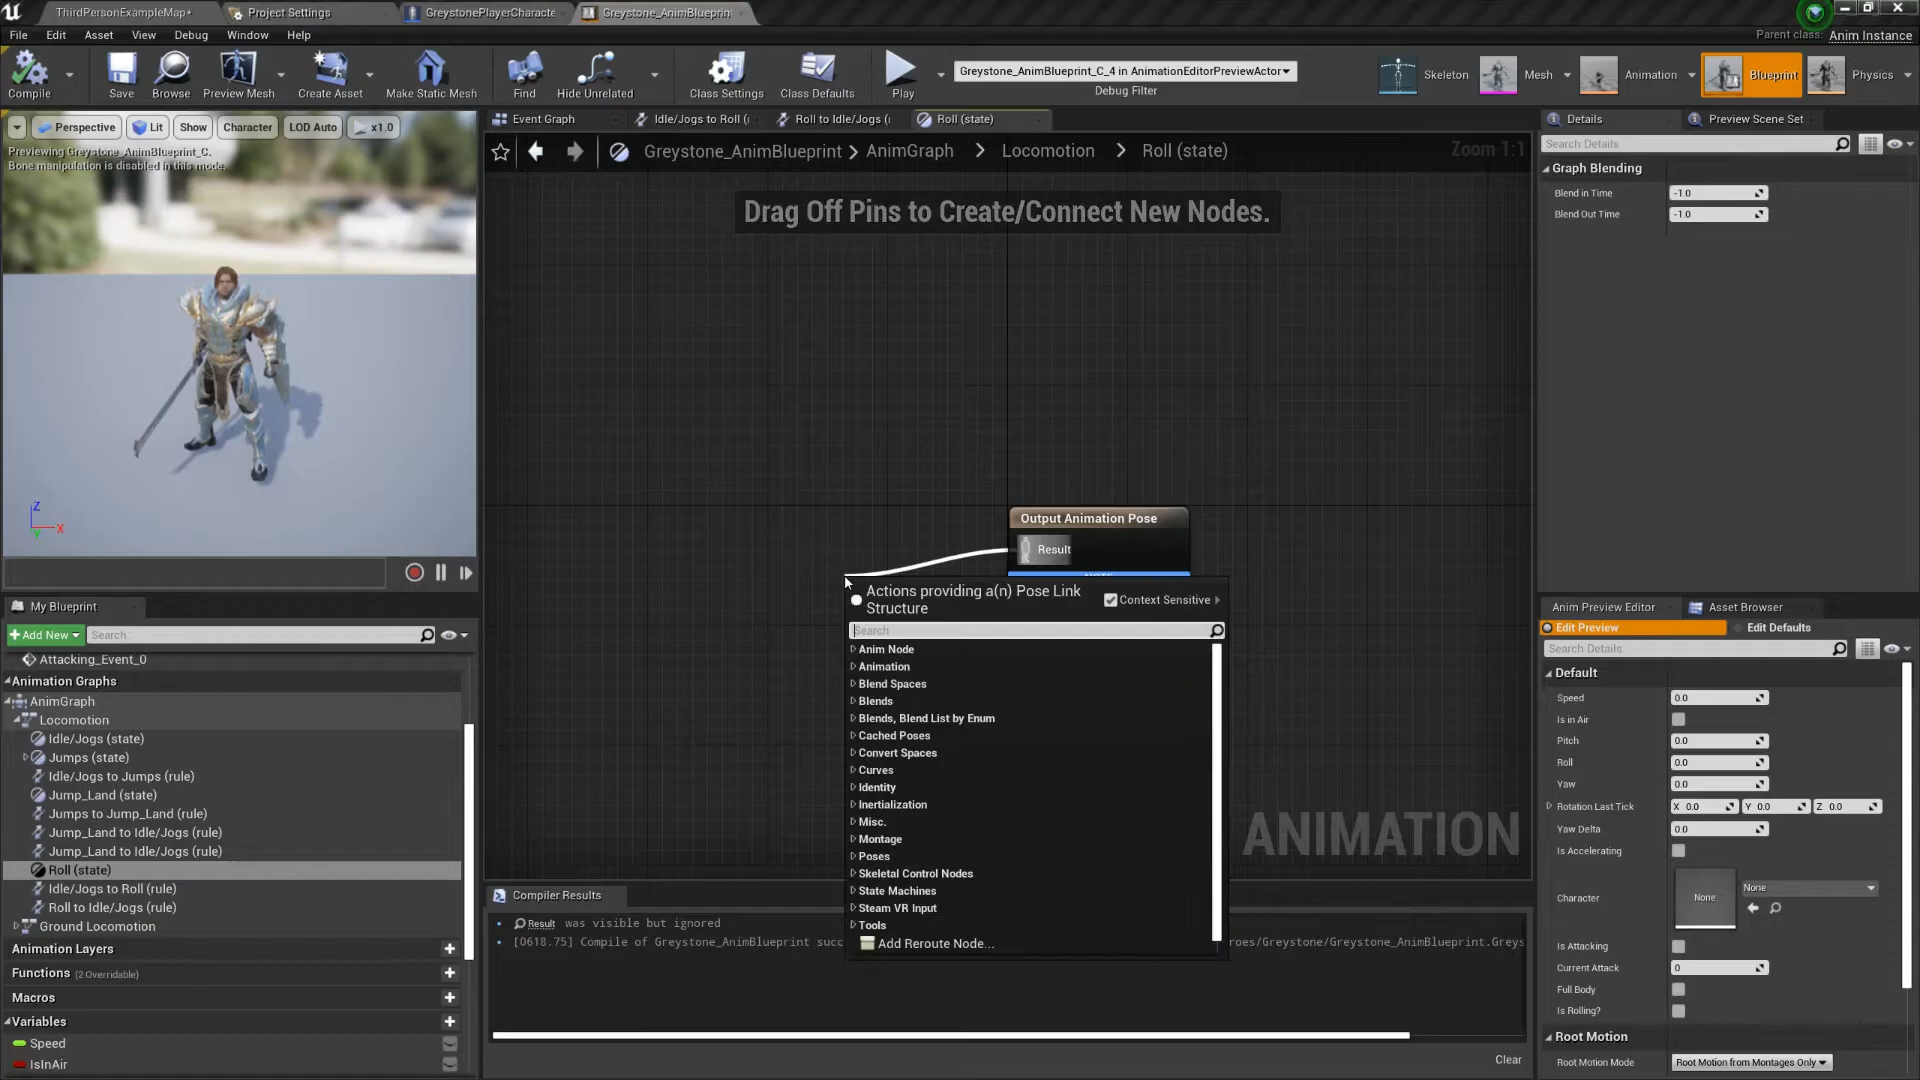 ThirdPersonExampleMap*
Project Settings
GreystonePlayerCharacte
Greystone_AnimBlueprint
File
Edit
Asset
View
Debug
Window
Help
Parent class:
Anim Instance
Compile
Save
Browse
Preview Mesh
Create Asset
Make Static Mesh
Find
Hide Unrelated
Class Settings
Class Defaults
Play
Greystone_AnimBlueprint_C_4 in AnimationEditorPreviewActor
Debug Filter
Skeleton
Mesh
Animation
Blueprint
Physics
Perspective
Lit
Show
Character
LOD Auto
x1.0
Previewing Greystone_AnimBlueprint_C.
Bone manipulation is disabled in this mode.
Z
X
Y
Event Graph
Idle/Jogs to Roll (
Roll to Idle/Jogs (
Roll (state)
Greystone_AnimBlueprint > AnimGraph > Locomotion > Roll (state)
Zoom 1:1
Drag Off Pins to Create/Connect New Nodes.
Output Animation Pose
Result
Actions providing a(n) Pose Link
Structure
Context Sensitive
Search
Anim Node
Animation
Blend Spaces
Blends
Blends, Blend List by Enum
Cached Poses
Convert Spaces
Curves
Identity
Inertialization
Misc.
Montage
Poses
Skeletal Control Nodes
State Machines
Steam VR Input
Tools
Add Reroute Node...
ANIMATION
Compiler Results
Result was visible but ignored
[0618.75] Compile of Greystone_AnimBlueprint succ
roes/Greystone/Greystone_AnimBlueprint.Greys
Clear
My Blueprint
Add New
Search
Attacking_Event_0
Animation Graphs
AnimGraph
Locomotion
Idle/Jogs (state)
Jumps (state)
Idle/Jogs to Jumps (rule)
Jump_Land (state)
Jumps to Jump_Land (rule)
Jump_Land to Idle/Jogs (rule)
Jump_Land to Idle/Jogs (rule)
Roll (state)
Idle/Jogs to Roll (rule)
Roll to Idle/Jogs (rule)
Ground Locomotion
Animation Layers
Functions (2 Overridable)
Macros
Variables
Speed
IsInAir
Details
Preview Scene Set
Search Details
Graph Blending
Blend in Time
-1.0
Blend Out Time
-1.0
Anim Preview Editor
Asset Browser
Edit Preview
Edit Defaults
Search Details
Default
Speed
0.0
Is in Air
Pitch
0.0
Roll
0.0
Yaw
0.0
Rotation Last Tick
X 0.0
Y 0.0
Z 0.0
Yaw Delta
0.0
Is Accelerating
Character
None
None
Is Attacking
Current Attack
0
Full Body
Is Rolling?
Root Motion
Root Motion Mode
Root Motion from Montages Only